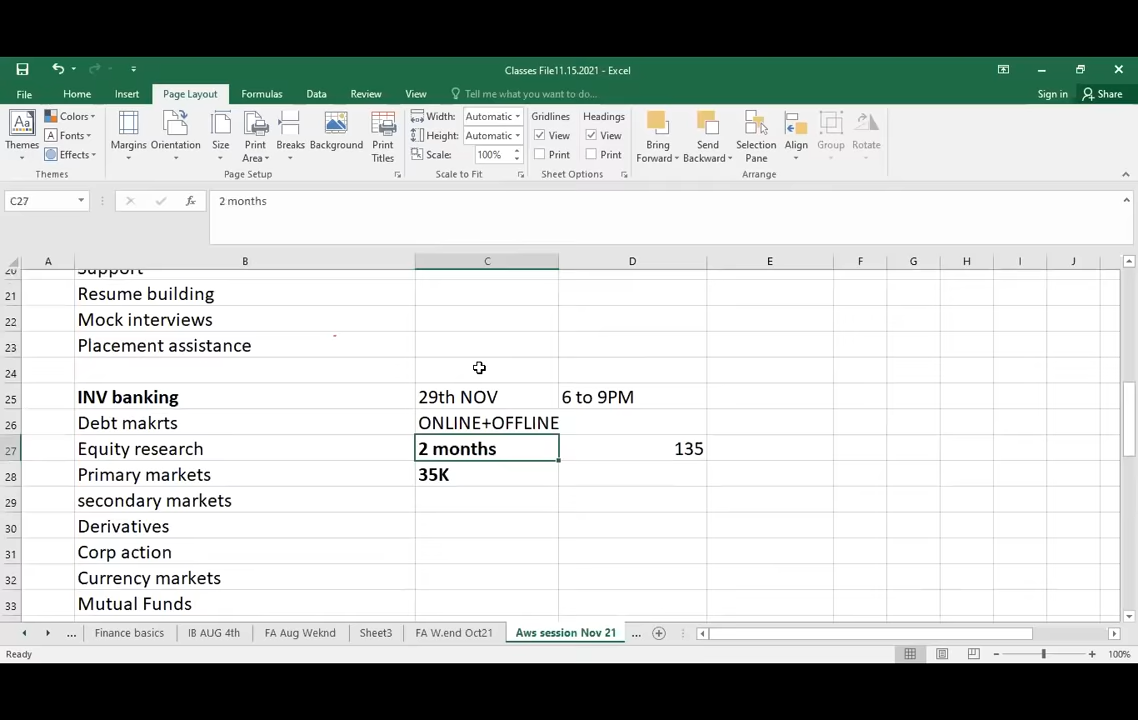 Classes File11.15.2021 - Excel
Sign in
Share
File
Home
Insert
Page Layout
Formulas
Data
Review
View
Tell me what you want to do...
Themes
Colors
Fonts
Effects
Themes
Margins
Orientation
Size
Print Area
Breaks
Background
Print Titles
Page Setup
Width: Automatic
Height: Automatic
Scale: 100%
Scale to Fit
Gridlines
View
Print
Headings
View
Print
Sheet Options
Bring Forward
Send Backward
Selection Pane
Align
Group
Rotate
Arrange
C27
fx
2 months
A B C D E F G H I J
20 Support
21 Resume building
22 Mock interviews
23 Placement assistance
24
25 INV banking 29th NOV 6 to 9PM
26 Debt makrts ONLINE+OFFLINE
27 Equity research 2 months 135
28 Primary markets 35K
29 secondary markets
30 Derivatives
31 Corp action
32 Currency markets
33 Mutual Funds
... Finance basics IB AUG 4th FA Aug Weknd Sheet3 FA W.end Oct21 Aws session Nov 21 ...
Ready
100%